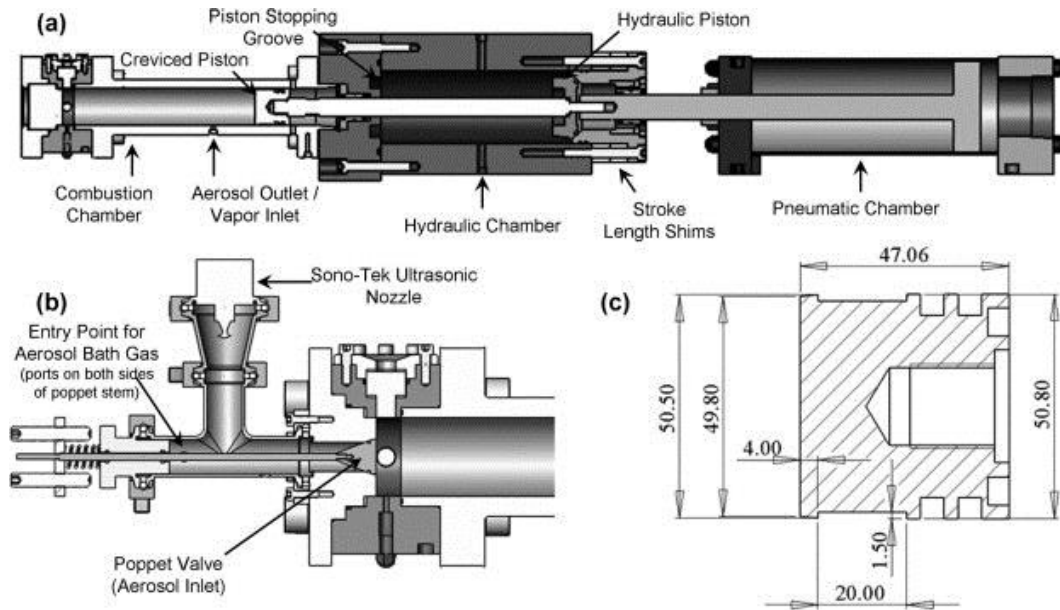 (a)
Piston Stopping
Groove
Hydraulic Piston
Creviced Piston
Combustion
Chamber
Aerosol Outlet /
Vapor Inlet
Hydraulic Chamber
Stroke
Length Shims
Pneumatic Chamber
(b)
Sono-Tek Ultrasonic
Nozzle
Entry Point for
Aerosol Bath Gas
(ports on both sides
of poppet stem)
Poppet Valve
(Aerosol Inlet)
(c)
47.06
50.50
49.80
50.80
4.00
1.50
20.00